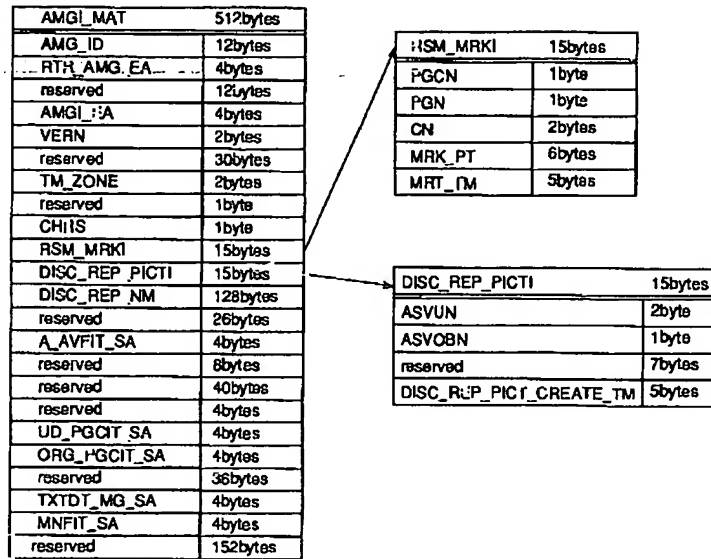 AMGI_MAT 512bytes
AMG_ID 12bytes
RTR_AMG_EA 4bytes
reserved 12bytes
AMGI_EA 4bytes
VERN 2bytes
reserved 30bytes
TM_ZONE 2bytes
reserved 1byte
CHRS 1byte
RSM_MRKI 15bytes
DISC_REP_PICTI 15bytes
DISC_REP_NM 128bytes
reserved 26bytes
A_AVFIT_SA 4bytes
reserved 8bytes
reserved 40bytes
reserved 4bytes
UD_PGCIT_SA 4bytes
ORG_PGCIT_SA 4bytes
reserved 36bytes
TXTDT_MG_SA 4bytes
MNFIT_SA 4bytes
reserved 152bytes
RSM_MRKI 15bytes
PGCN 1byte
PGN 1byte
CN 2bytes
MRK_PT 6bytes
MRT_TM 5bytes
DISC_REP_PICTI 15bytes
ASVUN 2byte
ASVOBN 1byte
reserved 7bytes
DISC_REP_PICT_CREATE_TM 5bytes